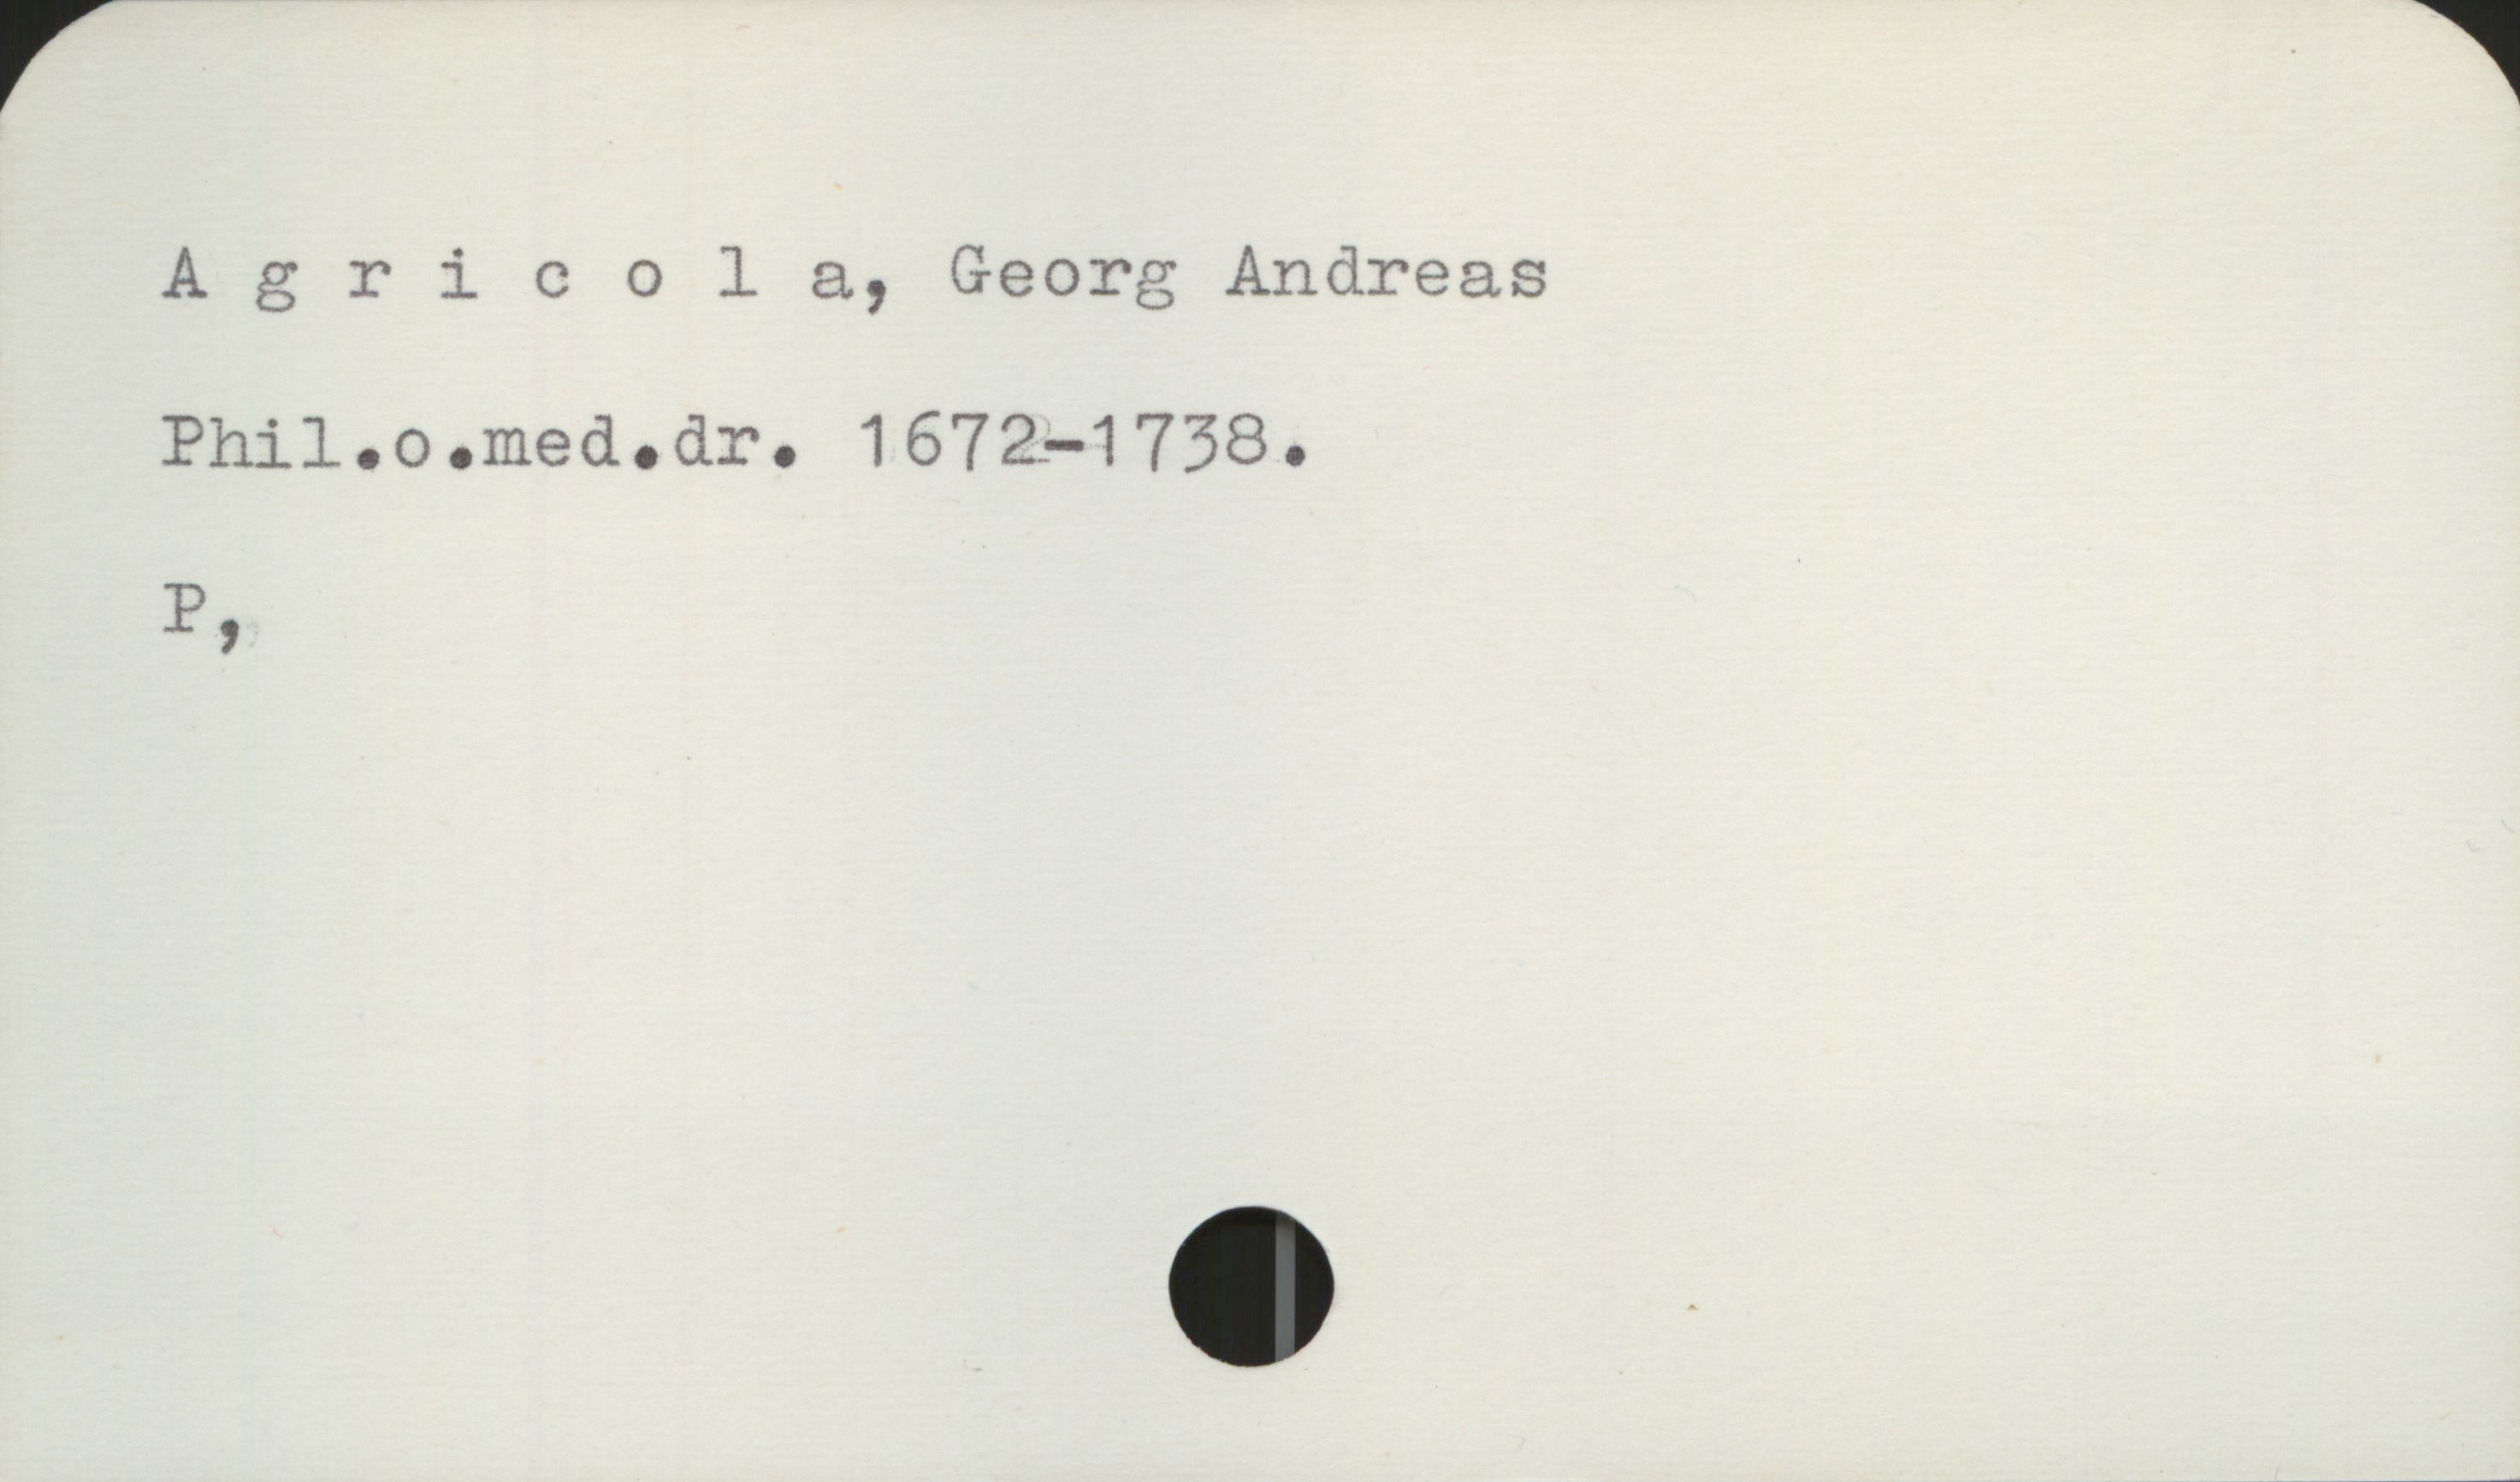 A g r i c o l a, Georg Andreas
Phil.o.med.dr. 1672-1738.
P,